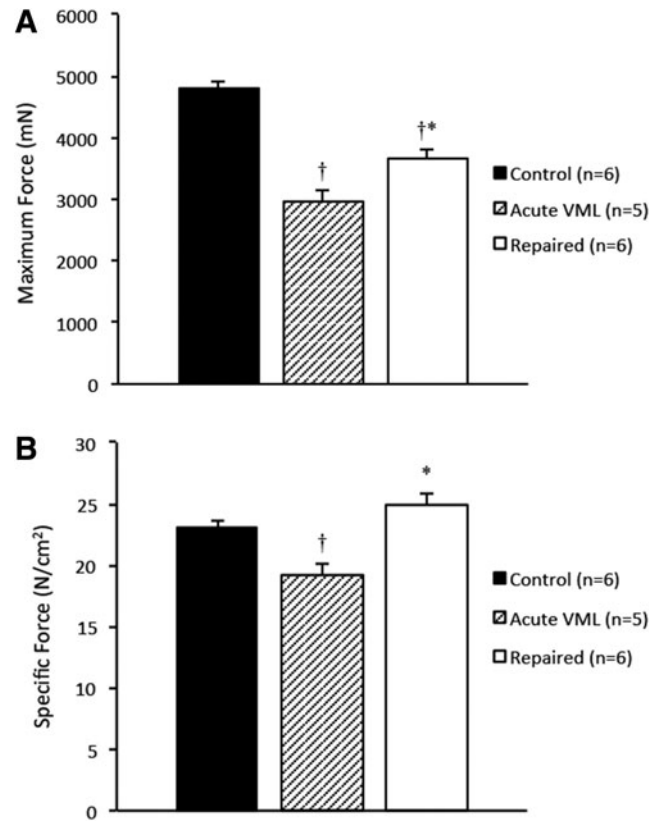 A
Maximum Force (mN)
6000
5000
4000
3000
2000
1000
0
†
†*
Control (n=6)
Acute VML (n=5)
Repaired (n=6)
B
Specific Force (N/cm²)
30
25
20
15
10
5
0
†
*
Control (n=6)
Acute VML (n=5)
Repaired (n=6)